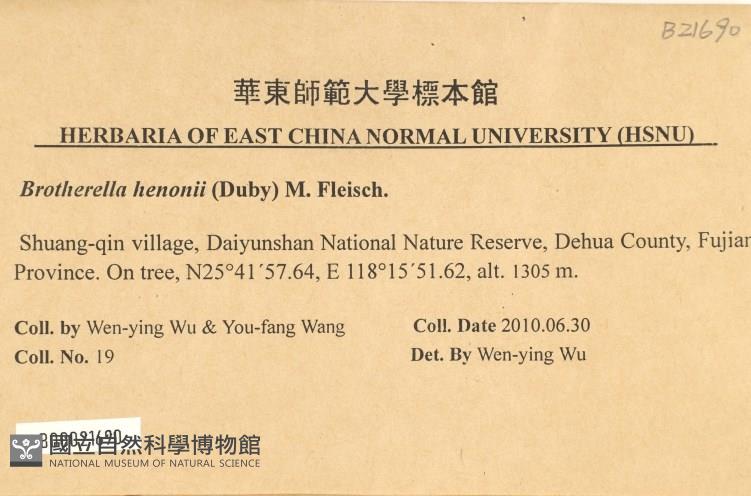 B21690
華東師範大學標本館
HERBARIA OF EAST CHINA NORMAL UNIVERSITY (HSNU)
Brotherella henonii (Duby) M. Fleisch.
Shuang-qin village, Daiyunshan National Nature Reserve, Dehua County, Fujian
Province. On tree, N25°41´57.64, E 118°15´51.62, alt. 1305 m.
Coll. by Wen-ying Wu & You-fang Wang
Coll. Date 2010.06.30
Coll. No. 19
Det. By Wen-ying Wu
國立自然科學博物館
NATIONAL MUSEUM OF NATURAL SCIENCE